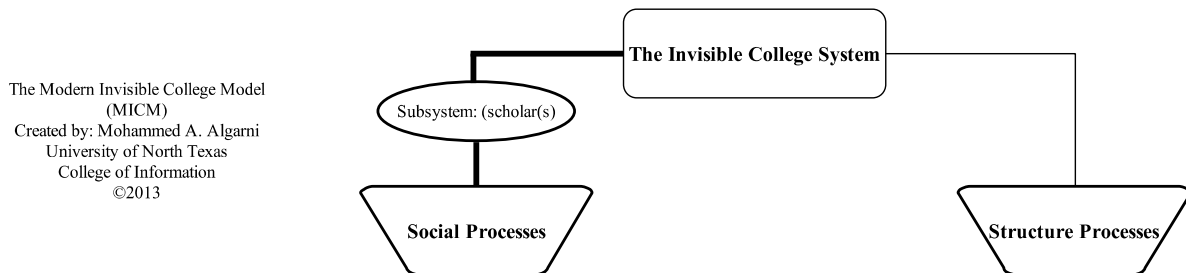 The Invisible College System
The Modern Invisible College Model
(MICM)
Created by: Mohammed A. Algarni
University of North Texas
College of Information
©2013
Subsystem: (scholar(s)
Social Processes
Structure Processes